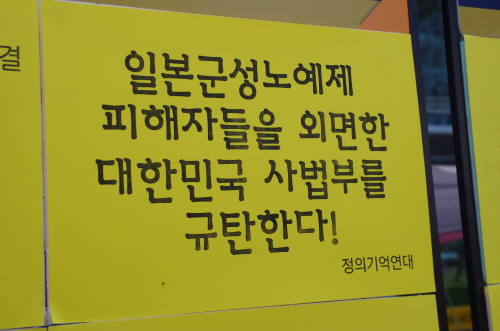 결
일본군성노예제
피해자들을 외면한
대한민국 사법부를
규탄한다!
정의기억연대